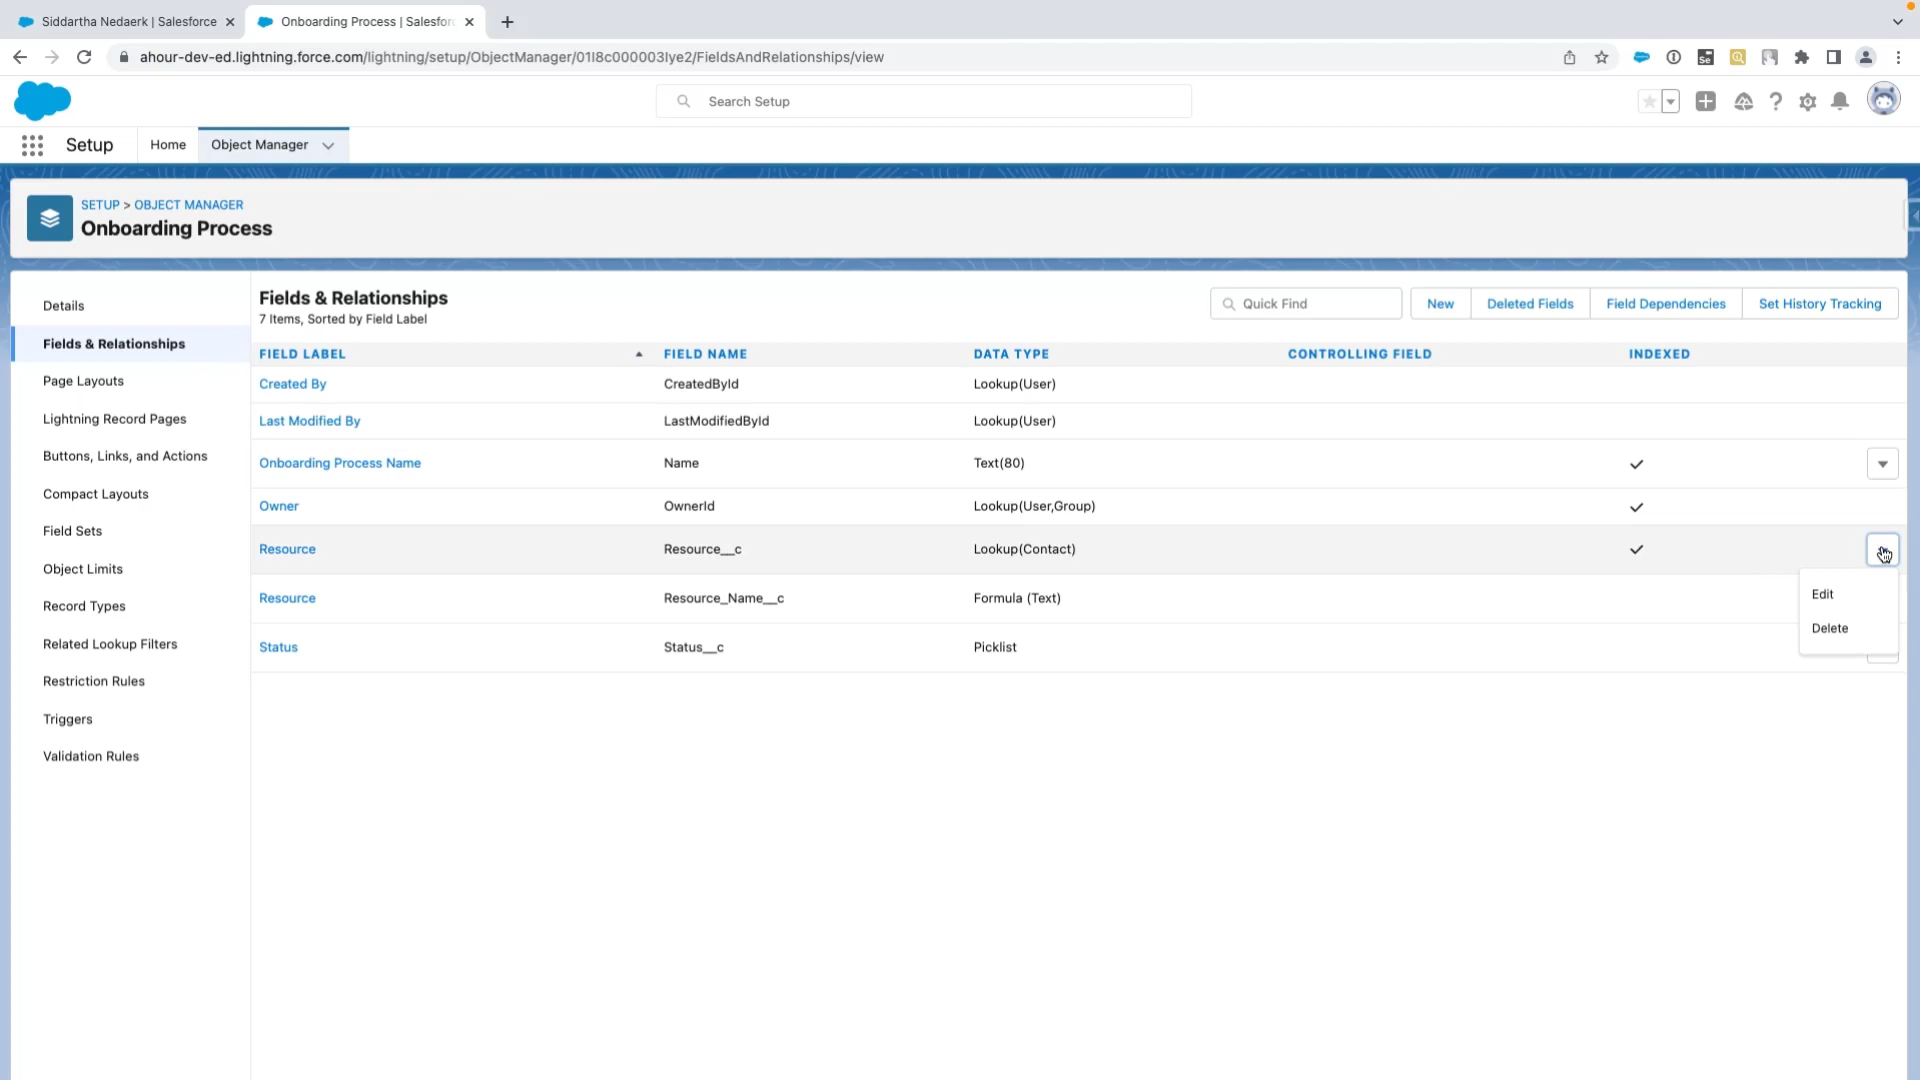 Siddartha Nedaerk | Salesforce
Onboarding Process | Salesfor
ahour-dev-ed.lightning.force.com/lightning/setup/ObjectManager/01I8c000003Iye2/FieldsAndRelationships/view
Search Setup
Setup
Home
Object Manager
SETUP > OBJECT MANAGER
Onboarding Process
Details
Fields & Relationships
Page Layouts
Lightning Record Pages
Buttons, Links, and Actions
Compact Layouts
Field Sets
Object Limits
Record Types
Related Lookup Filters
Restriction Rules
Triggers
Validation Rules
Fields & Relationships
7 Items, Sorted by Field Label
Quick Find
New
Deleted Fields
Field Dependencies
Set History Tracking
FIELD LABEL FIELD NAME DATA TYPE CONTROLLING FIELD INDEXED
Created By CreatedById Lookup(User)
Last Modified By LastModifiedById Lookup(User)
Onboarding Process Name Name Text(80)
Owner OwnerId Lookup(User,Group)
Resource Resource__c Lookup(Contact)
Resource Resource_Name__c Formula (Text)
Status Status__c Picklist
Edit
Delete